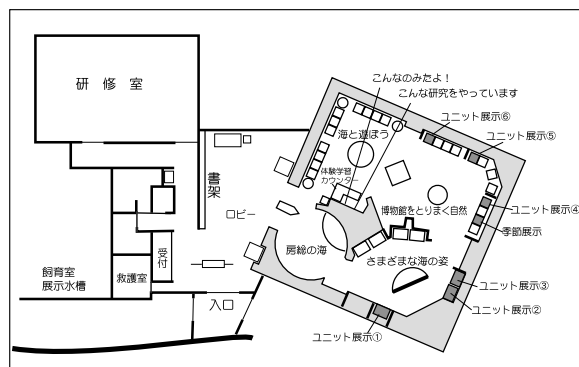 こんなのみたよ！
こんな研究をやっています
研修室
海と遊ぼう
ユニット展示⑥
ユニット展示⑤
体験学習
カウンター
書架
ロビー
博物館をとりまく自然
ユニット展示④
季節展示
房総の海
さまざまな海の姿
受付
飼育室
展示水槽
救護室
入口
ユニット展示③
ユニット展示②
ユニット展示①